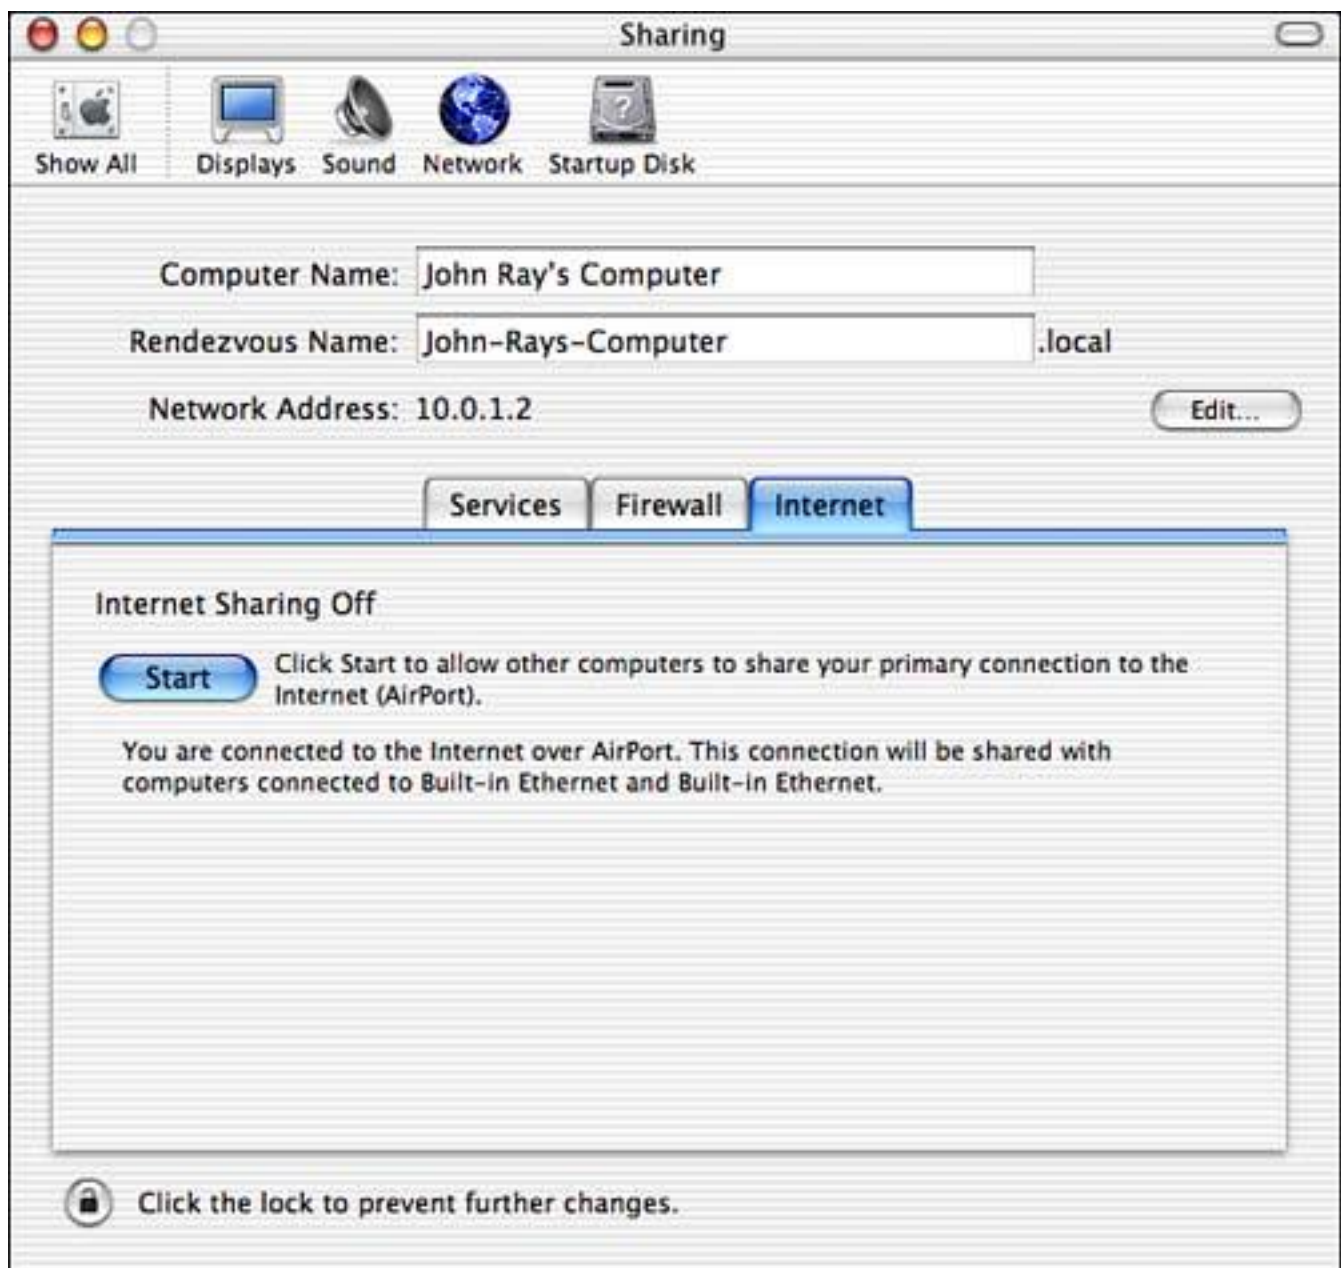 Sharing
Show All Displays Sound Network Startup Disk
Computer Name: John Ray's Computer
Rendezvous Name: John-Rays-Computer .local
Network Address: 10.0.1.2 Edit...
Services Firewall Internet
Internet Sharing Off
Start
Click Start to allow other computers to share your primary connection to the
Internet (AirPort).
You are connected to the Internet over AirPort. This connection will be shared with
computers connected to Built-in Ethernet and Built-in Ethernet.
Click the lock to prevent further changes.